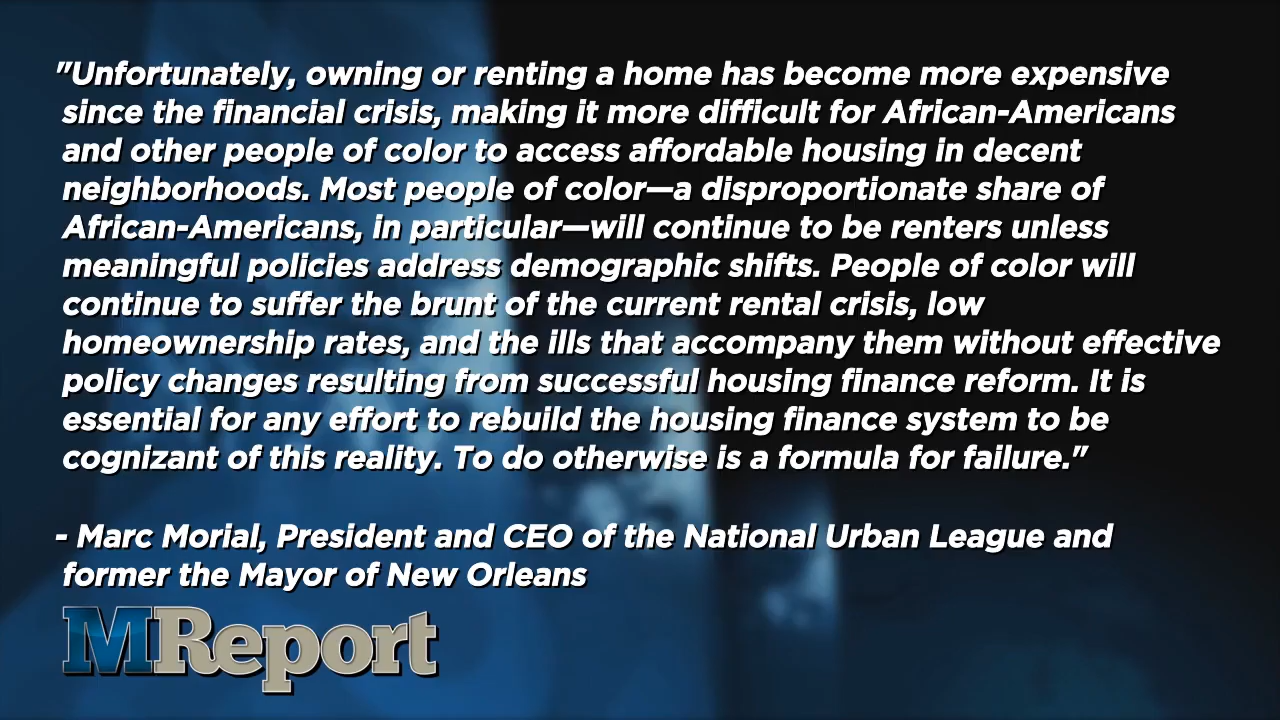 "Unfortunately, owning or renting a home has become more expensive
since the financial crisis, making it more difficult for African-Americans
and other people of color to access affordable housing in decent
neighborhoods. Most people of color—a disproportionate share of
African-Americans, in particular—will continue to be renters unless
meaningful policies address demographic shifts. People of color will
continue to suffer the brunt of the current rental crisis, low
homeownership rates, and the ills that accompany them without effective
policy changes resulting from successful housing finance reform. It is
essential for any effort to rebuild the housing finance system to be
cognizant of this reality. To do otherwise is a formula for failure."
- Marc Morial, President and CEO of the National Urban League and
former the Mayor of New Orleans
MReport